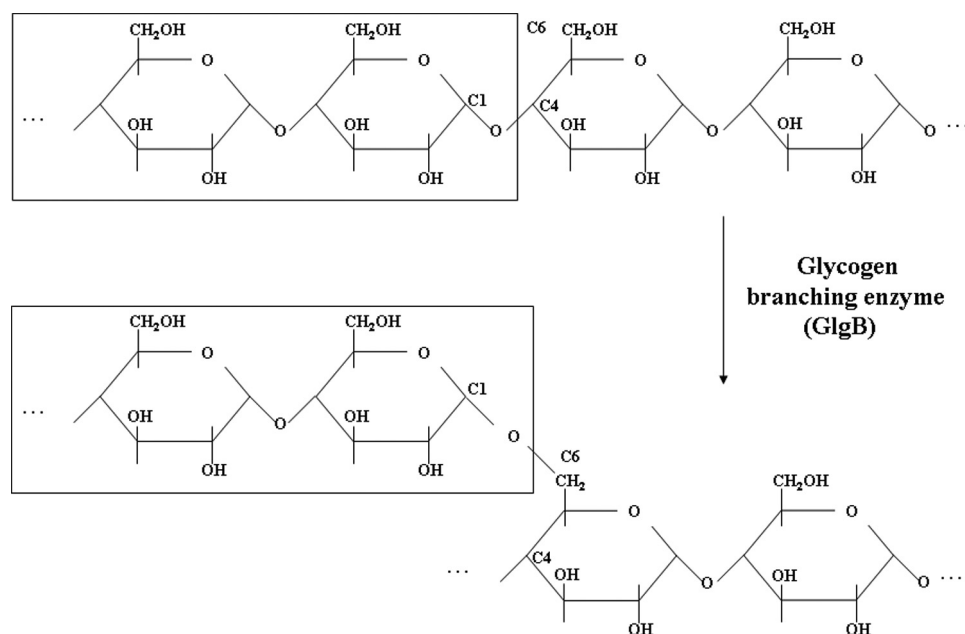 CH₂OH CH₂OH C6 CH₂OH CH₂OH
O O O O
C1 C4
... OH O OH O OH O OH O ...
OH OH OH OH
Glycogen
branching enzyme
(GlgB)
CH₂OH CH₂OH
O O
C1
... OH O OH O
OH OH
C6
CH₂ CH₂OH
O O
... C4
OH O OH O ...
OH OH